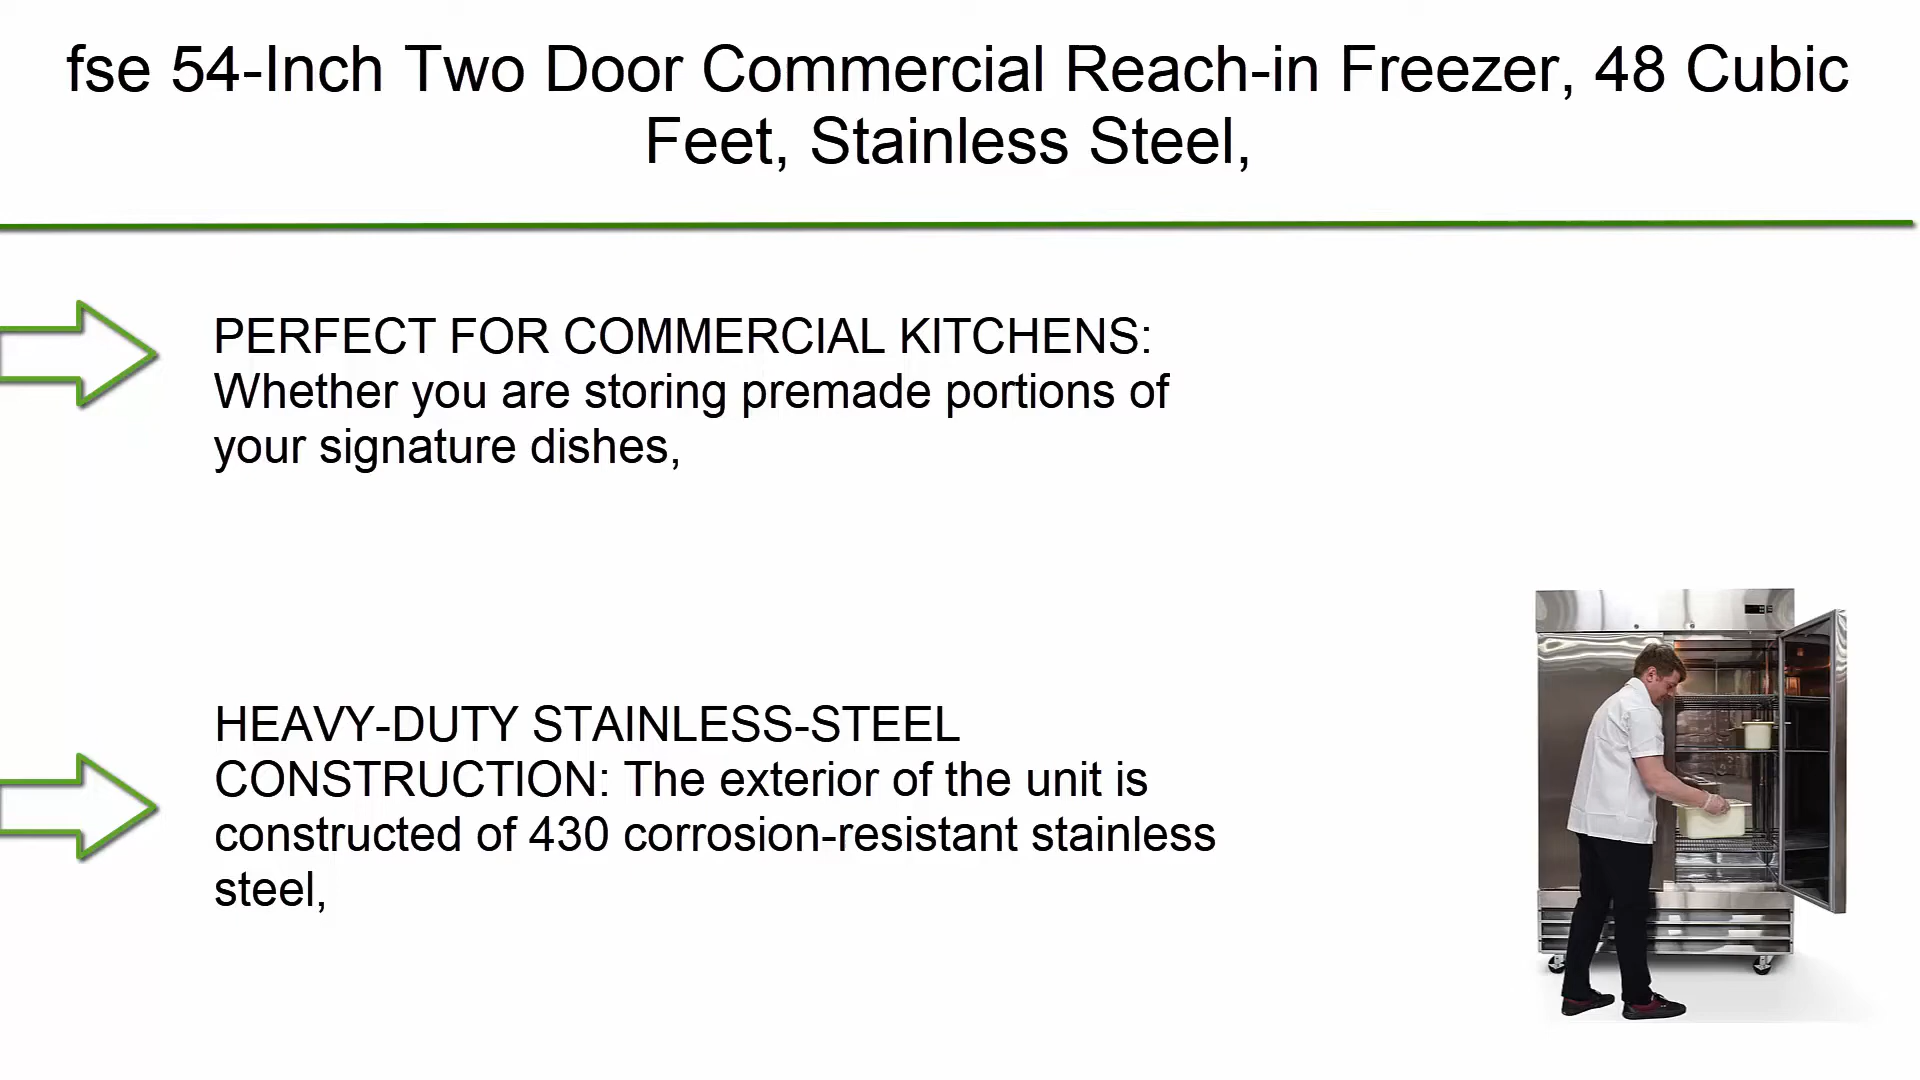 fse 54-Inch Two Door Commercial Reach-in Freezer, 48 Cubic
Feet, Stainless Steel,
PERFECT FOR COMMERCIAL KITCHENS:
Whether you are storing premade portions of
your signature dishes,
HEAVY-DUTY STAINLESS-STEEL
CONSTRUCTION: The exterior of the unit is
constructed of 430 corrosion-resistant stainless
steel,